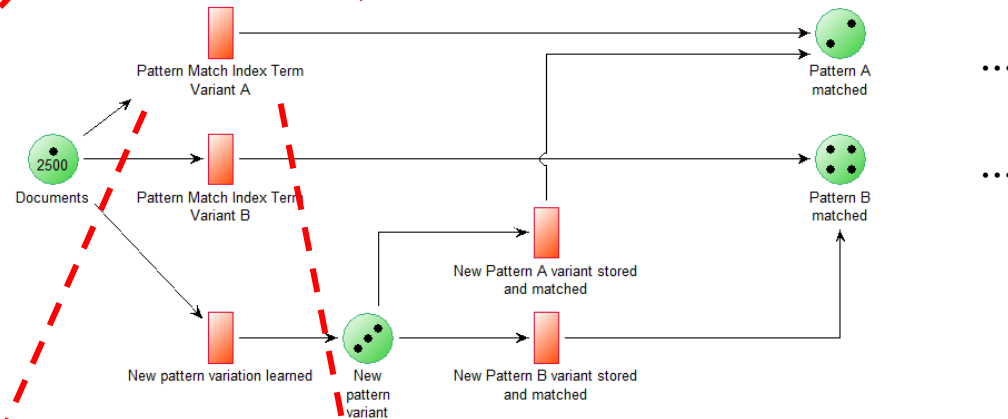 Pattern Match Index Term
Variant A
Pattern A
matched
...
2500
Documents
Pattern Match Index Term
Variant B
Pattern B
matched
...
New Pattern A variant stored
and matched
New pattern variation learned
New
pattern
variant
New Pattern B variant stored
and matched